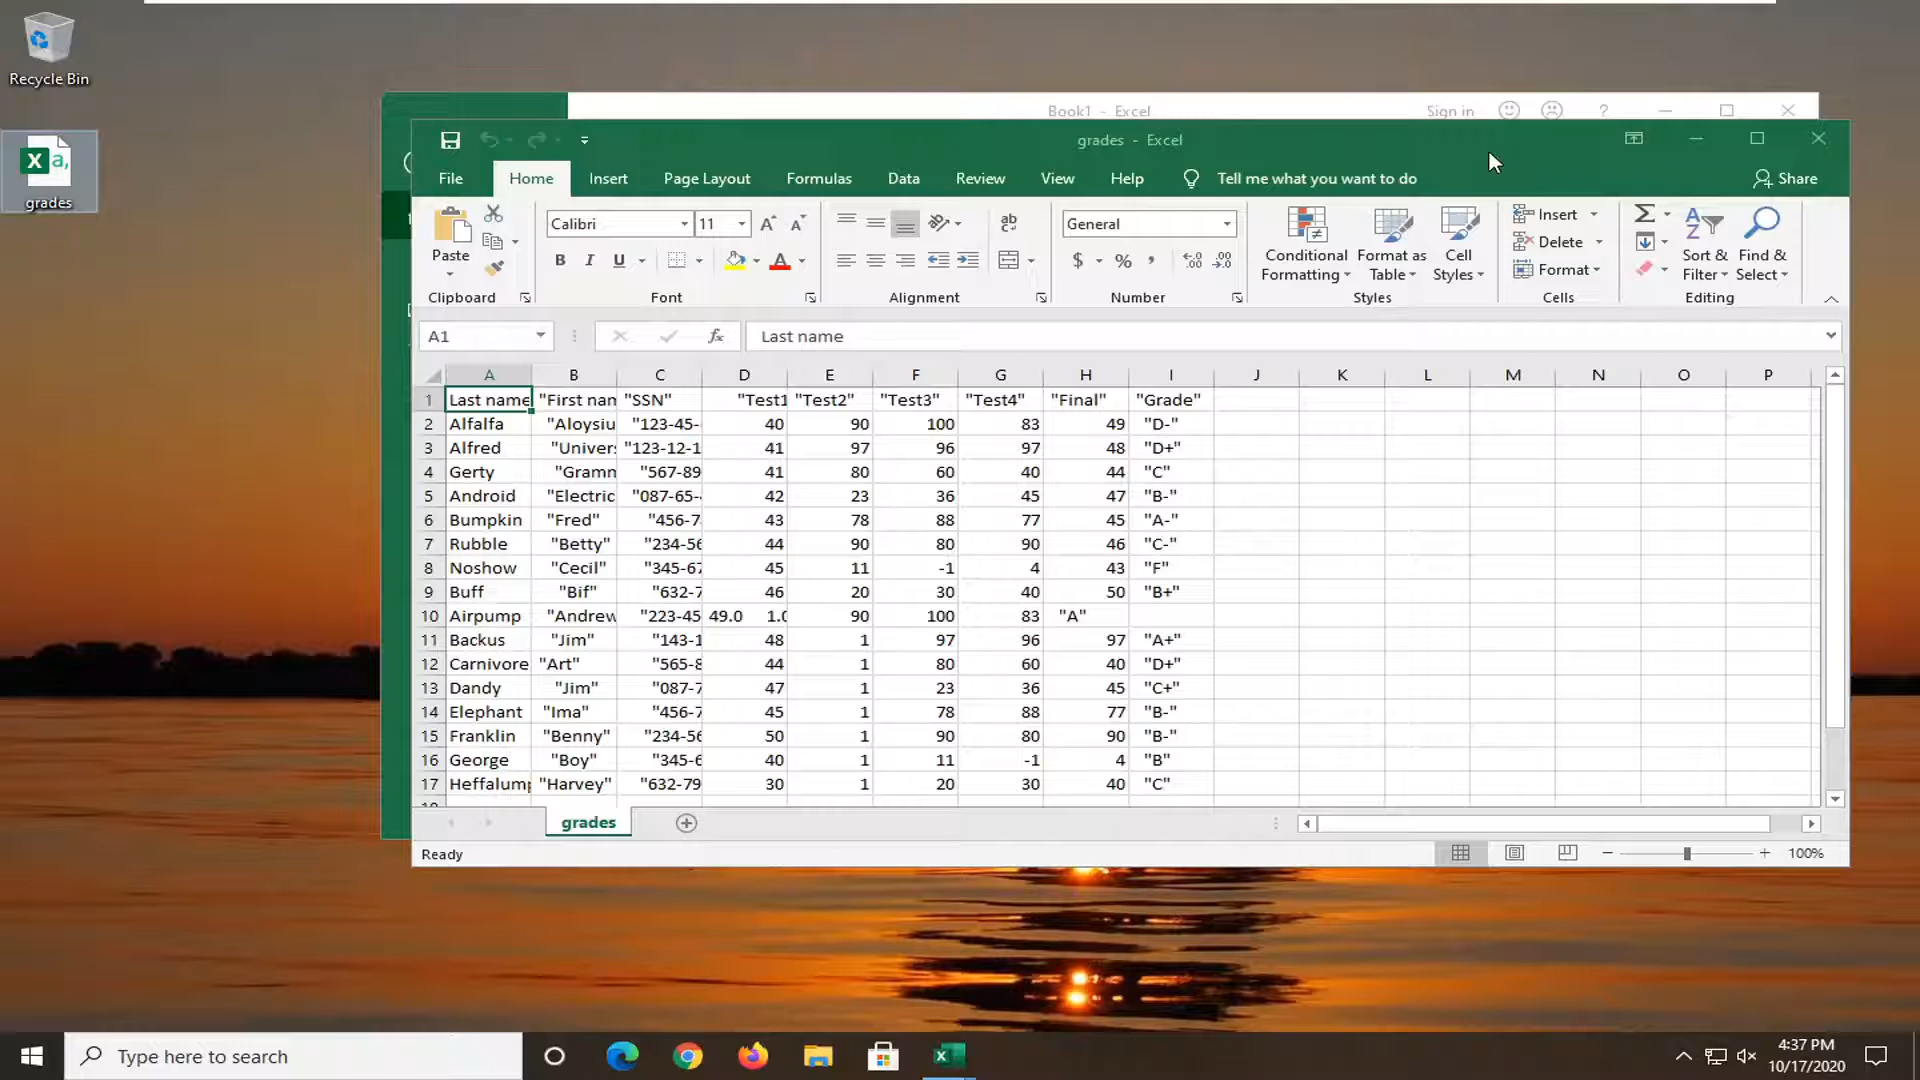 Recycle Bin
grades
Book1 - Excel
Sign in
?
grades - Excel
File Home Insert Page Layout Formulas Data Review View Help Tell me what you want to do Share
Paste
Clipboard
Calibri 11
B I U A
Font
Alignment
General
$ % ,
Number
Conditional Formatting
Format as Table
Cell Styles
Styles
Insert
Delete
Format
Cells
Sort & Filter
Find & Select
Editing
A1 fx Last name
A B C D E F G H I J K L M N O P
1 Last name "First nam "SSN" "Test1 "Test2" "Test3" "Test4" "Final" "Grade"
2 Alfalfa "Aloysiu "123-45- 40 90 100 83 49 "D-"
3 Alfred "Univer "123-12-1 41 97 96 97 48 "D+"
4 Gerty "Gramn "567-89 41 80 60 40 44 "C"
5 Android "Electric "087-65- 42 23 36 45 47 "B-"
6 Bumpkin "Fred" "456-7 43 78 88 77 45 "A-"
7 Rubble "Betty" "234-56 44 90 80 90 46 "C-"
8 Noshow "Cecil" "345-67 45 11 -1 4 43 "F"
9 Buff "Bif" "632-7 46 20 30 40 50 "B+"
10 Airpump "Andrew "223-45 49.0 1.0 90 100 83 "A"
11 Backus "Jim" "143-1 48 1 97 96 97 "A+"
12 Carnivore "Art" "565-8 44 1 80 60 40 "D+"
13 Dandy "Jim" "087-7 47 1 23 36 45 "C+"
14 Elephant "Ima" "456-7 45 1 78 88 77 "B-"
15 Franklin "Benny" "234-56 50 1 90 80 90 "B-"
16 George "Boy" "345-6 40 1 11 -1 4 "B"
17 Heffalump "Harvey" "632-79 30 1 20 30 40 "C"
grades
Ready
100%
Type here to search
4:37 PM
10/17/2020